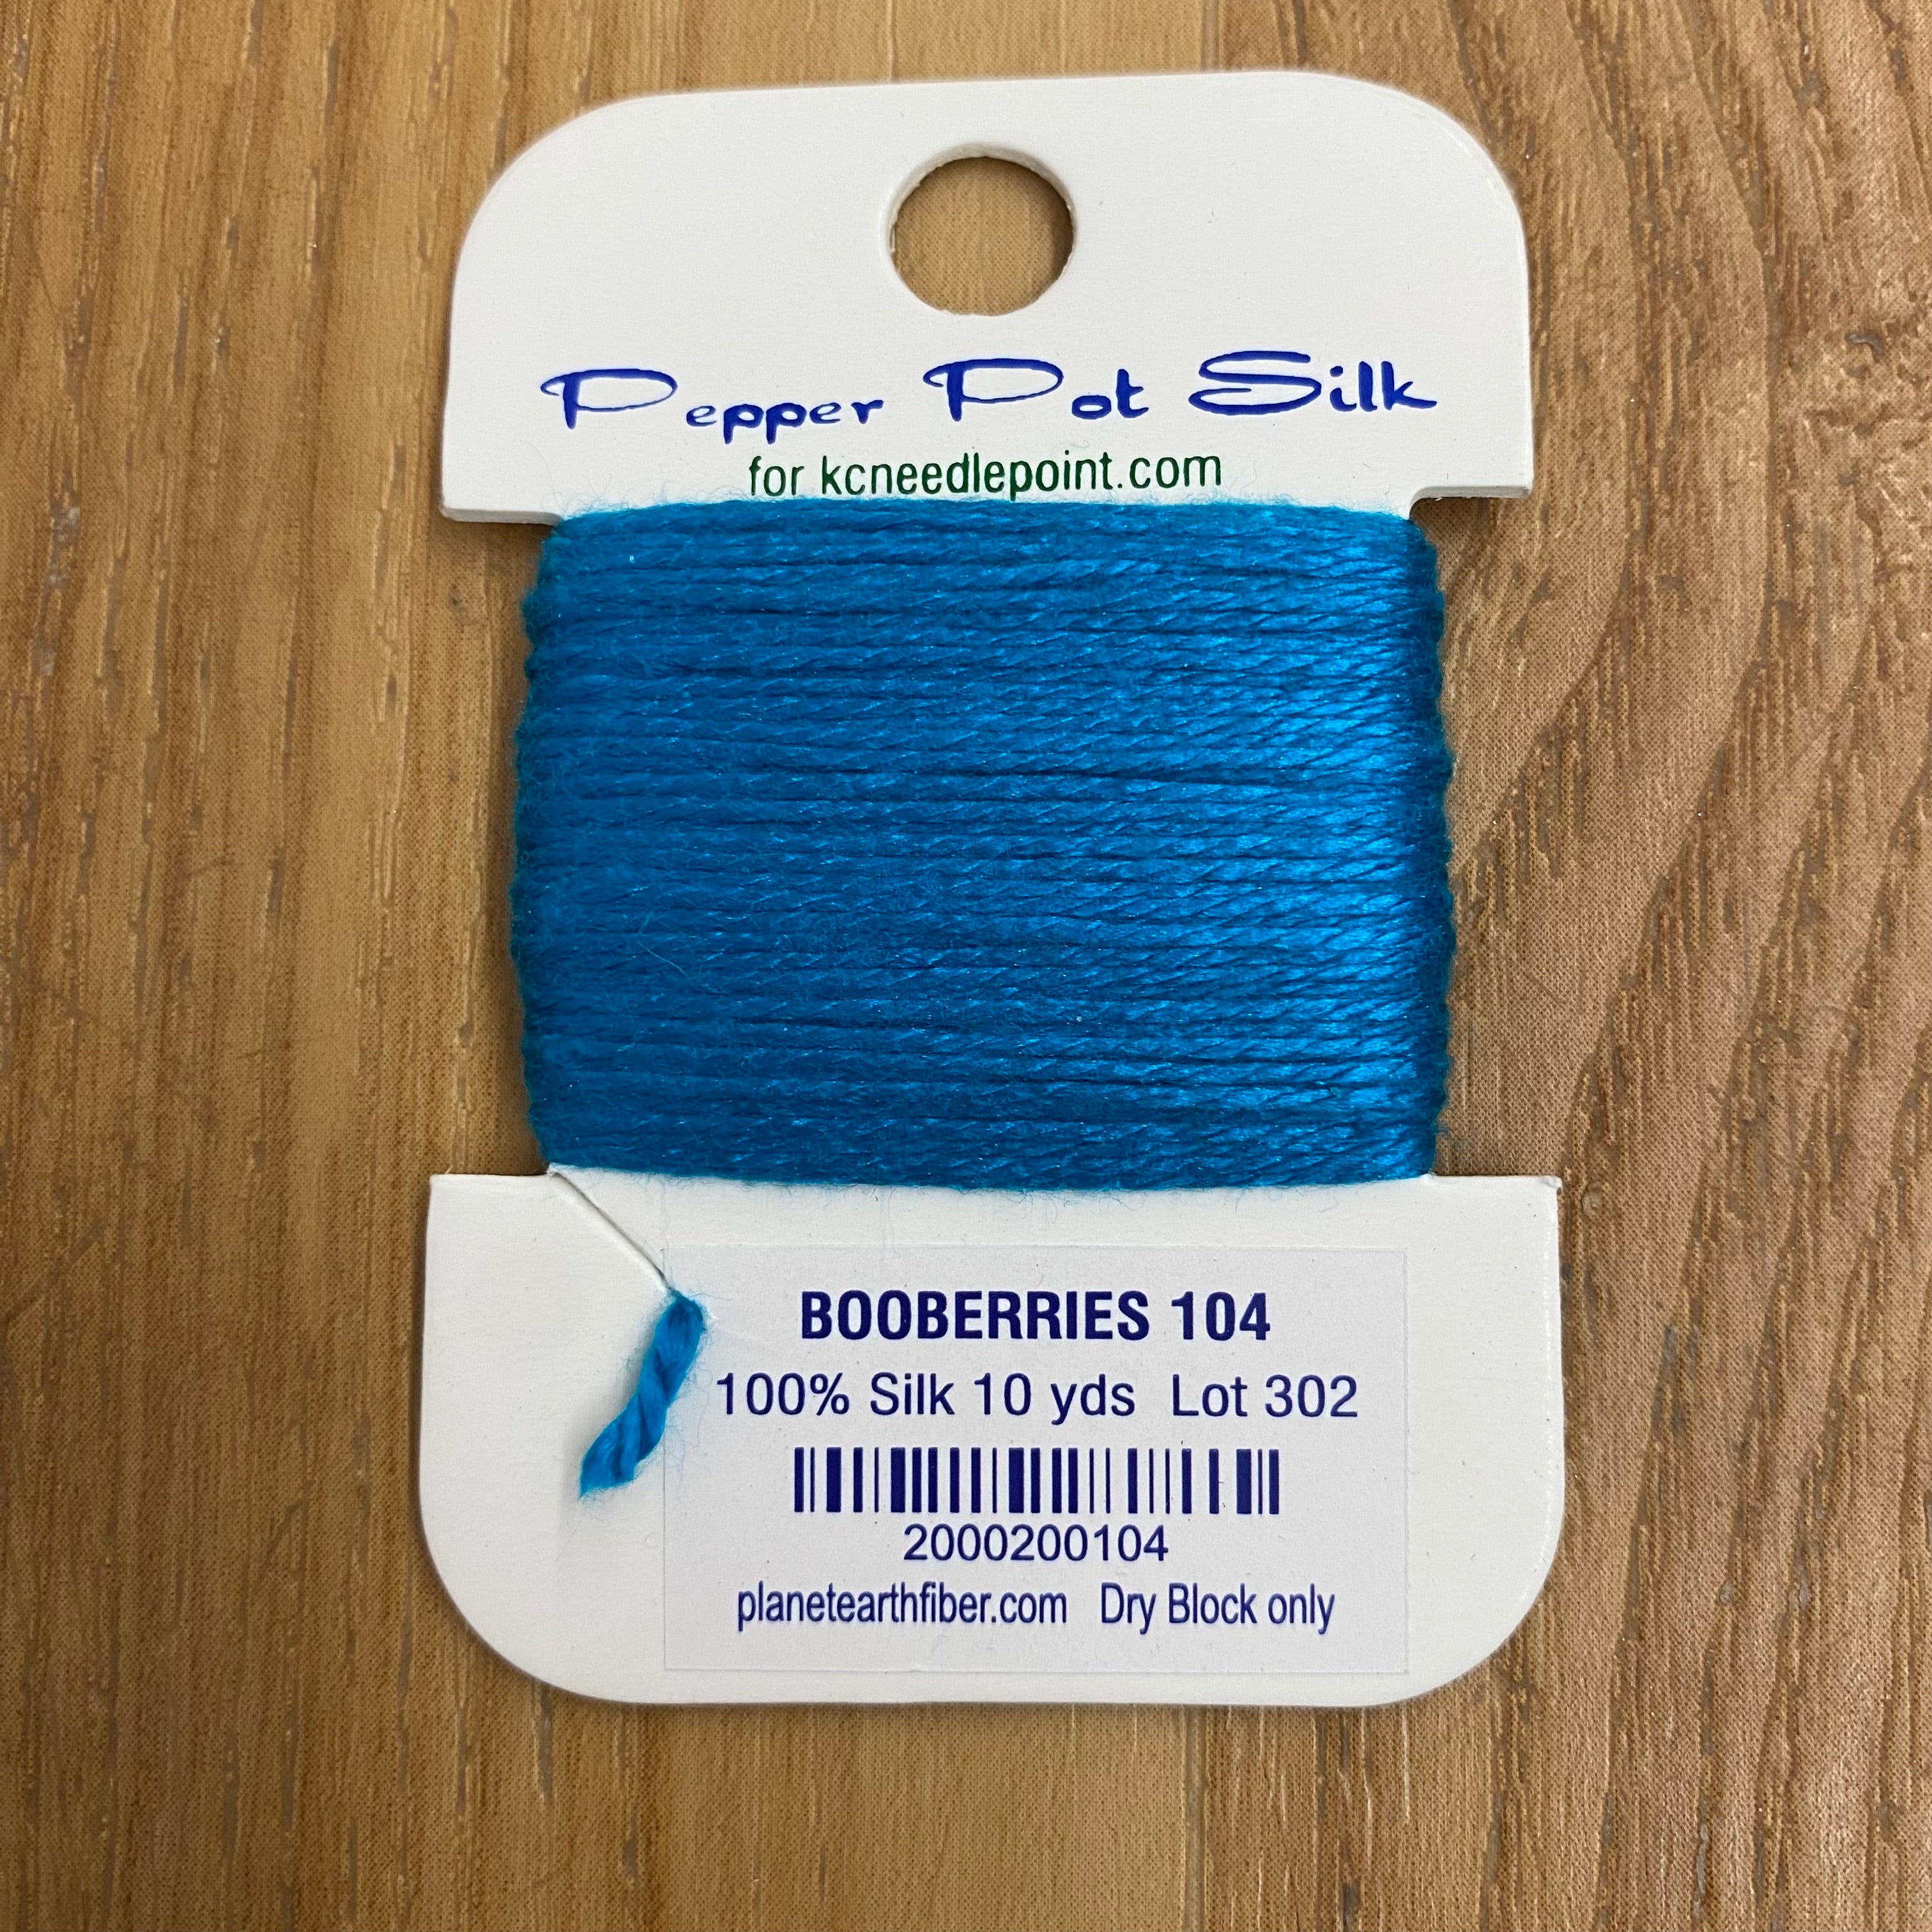 Pepper Pot Silk
for kcneedlepoint.com
BOOBERRIES 104
100% Silk 10 yds Lot 302
2000200104
planetearthfiber.com Dry Block only